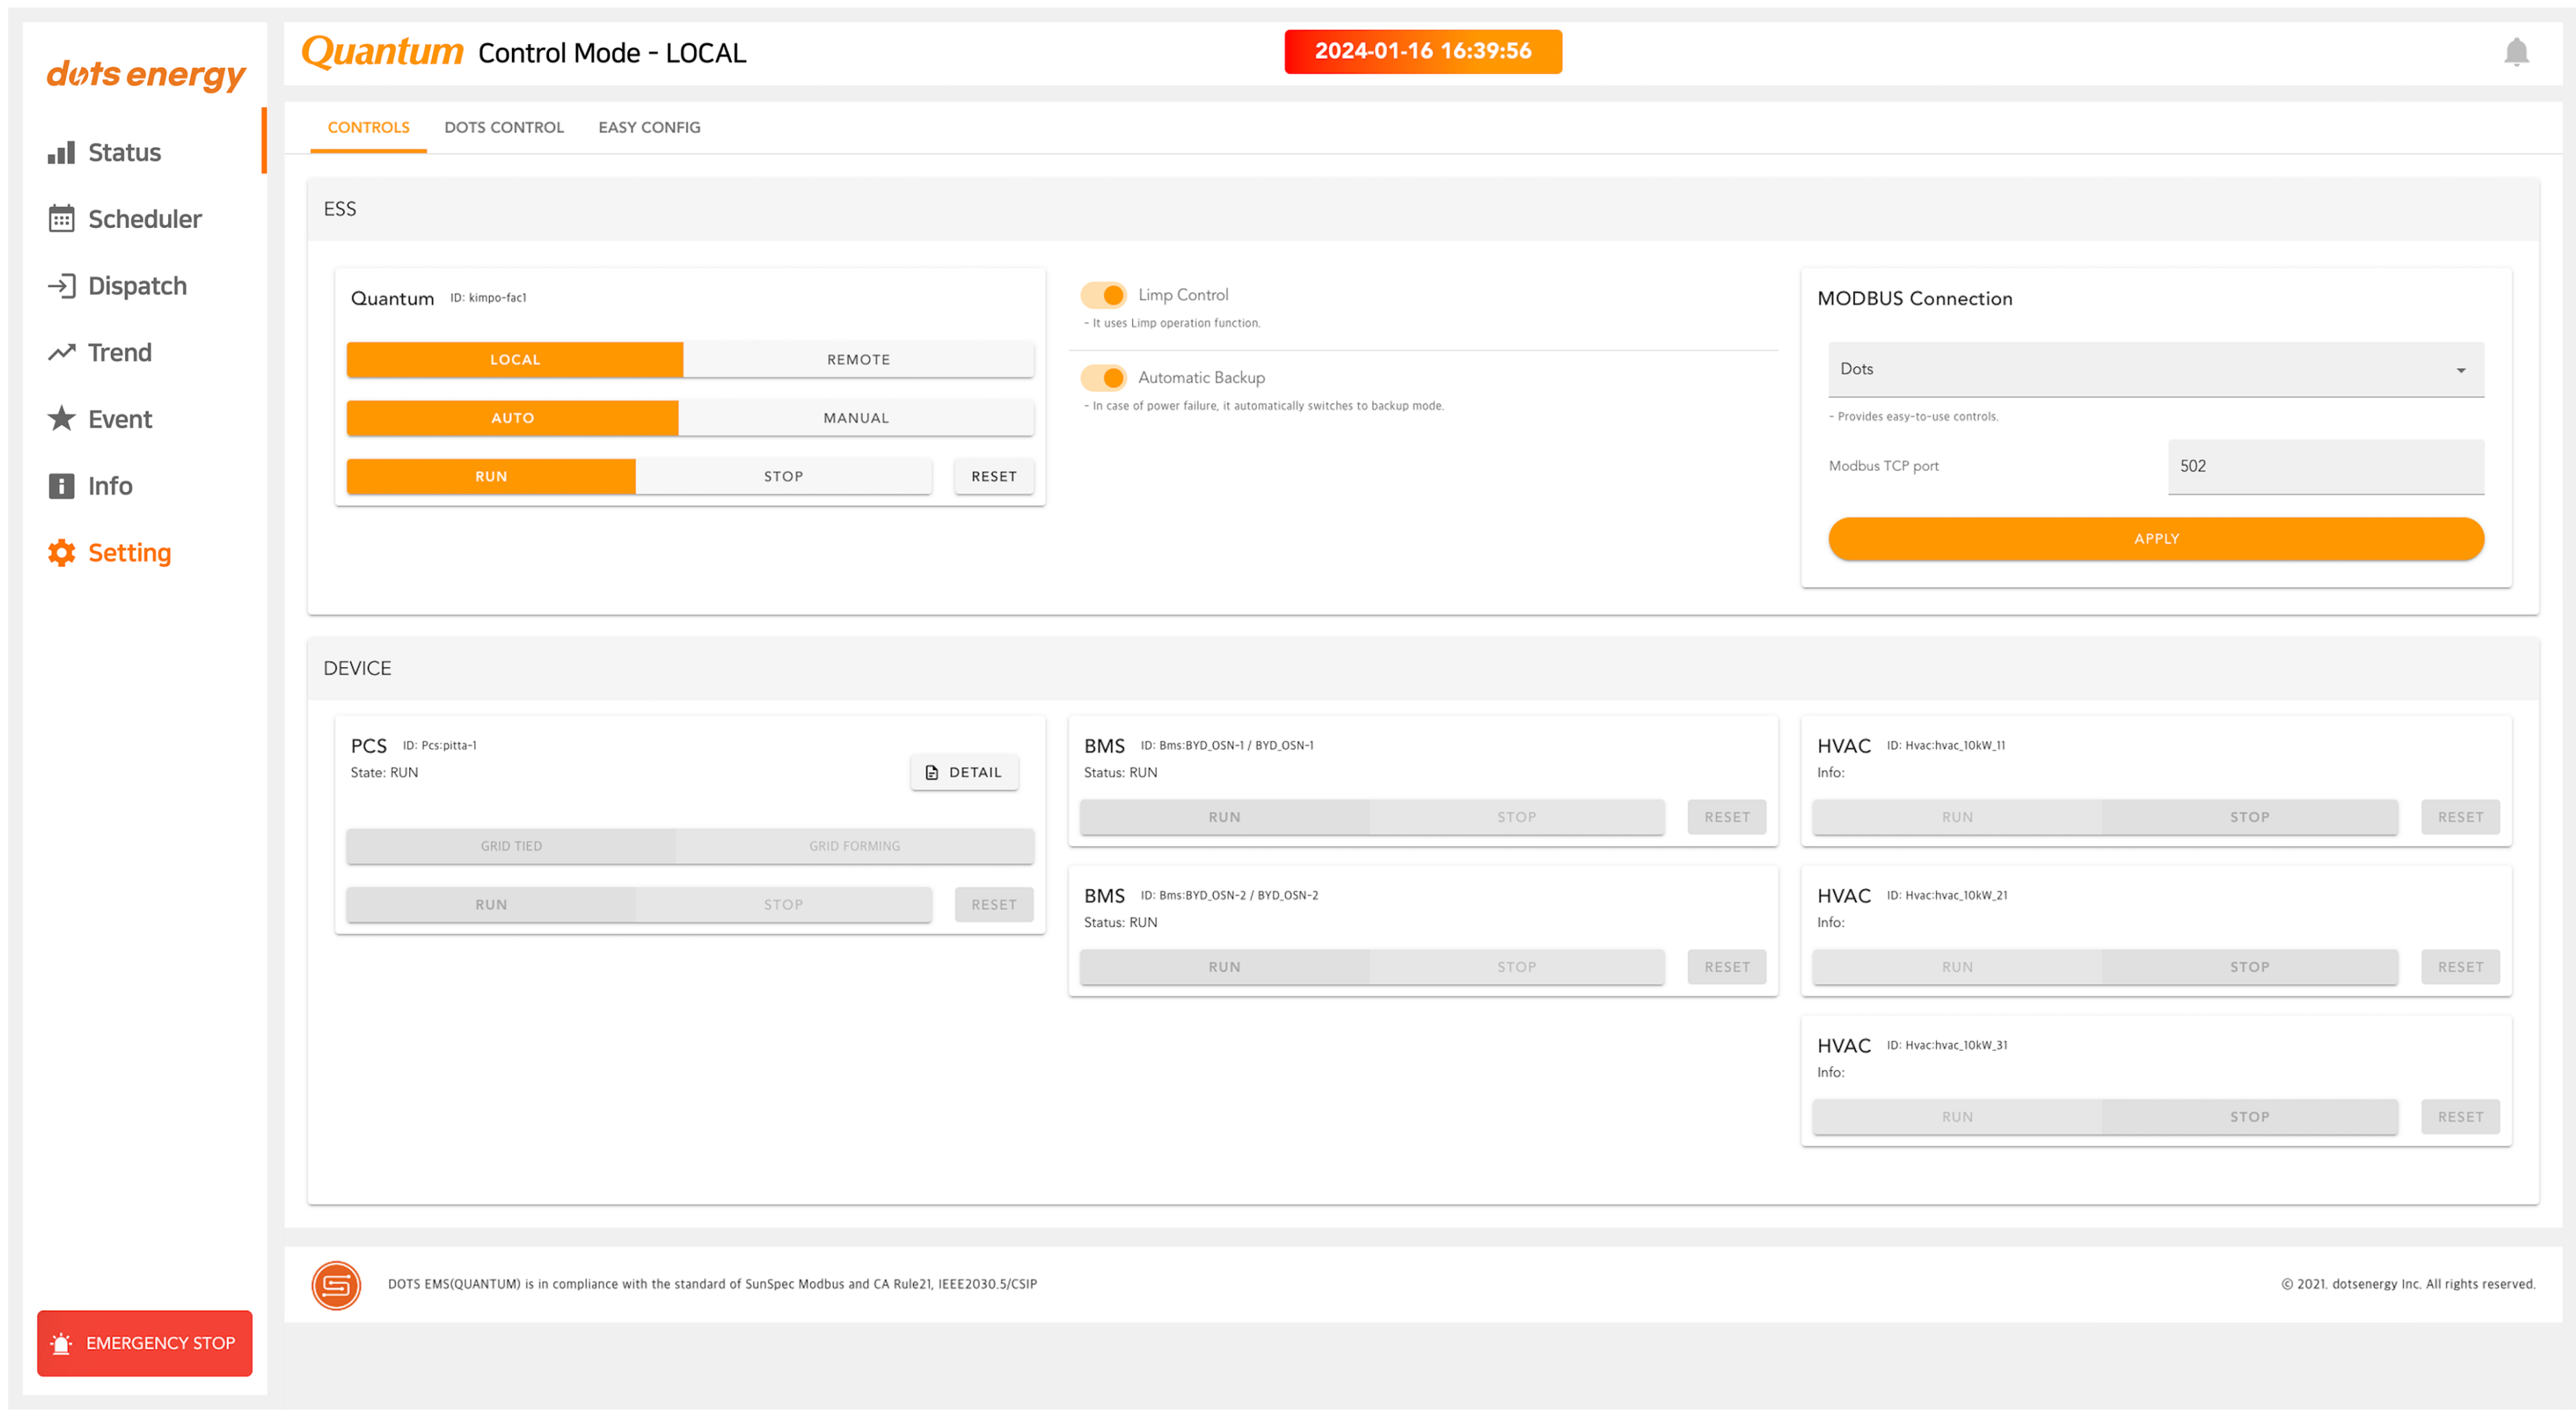 dots energy
Status
Scheduler
Dispatch
Trend
Event
Info
Setting
EMERGENCY STOP
Quantum Control Mode - LOCAL
2024-01-16 16:39:56
CONTROLS DOTS CONTROL EASY CONFIG
ESS
Quantum ID: kimpo-fac1
LOCAL REMOTE
AUTO MANUAL
RUN STOP RESET
Limp Control
- It uses Limp operation function.
Automatic Backup
- In case of power failure, it automatically switches to backup mode.
MODBUS Connection
Dots
- Provides easy-to-use controls.
Modbus TCP port 502
APPLY
DEVICE
PCS ID: Pcs:pitta-1
State: RUN
DETAIL
GRID TIED GRID FORMING
RUN STOP RESET
BMS ID: Bms:BYD_OSN-1 / BYD_OSN-1
Status: RUN
RUN STOP RESET
BMS ID: Bms:BYD_OSN-2 / BYD_OSN-2
Status: RUN
RUN STOP RESET
HVAC ID: Hvac:hvac_10kW_11
Info:
RUN STOP RESET
HVAC ID: Hvac:hvac_10kW_21
Info:
RUN STOP RESET
HVAC ID: Hvac:hvac_10kW_31
Info:
RUN STOP RESET
DOTS EMS(QUANTUM) is in compliance with the standard of SunSpec Modbus and CA Rule21, IEEE2030.5/CSIP
© 2021. dotsenergy Inc. All rights reserved.